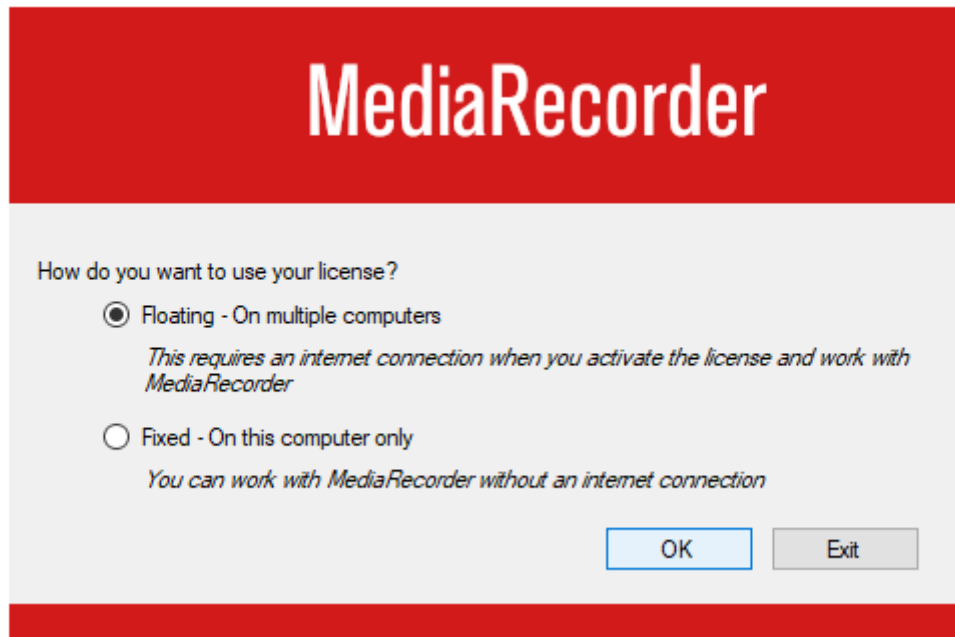 MediaRecorder
How do you want to use your license?
Floating - On multiple computers
This requires an internet connection when you activate the license and work with
MediaRecorder
Fixed - On this computer only
You can work with MediaRecorder without an internet connection
OK Exit